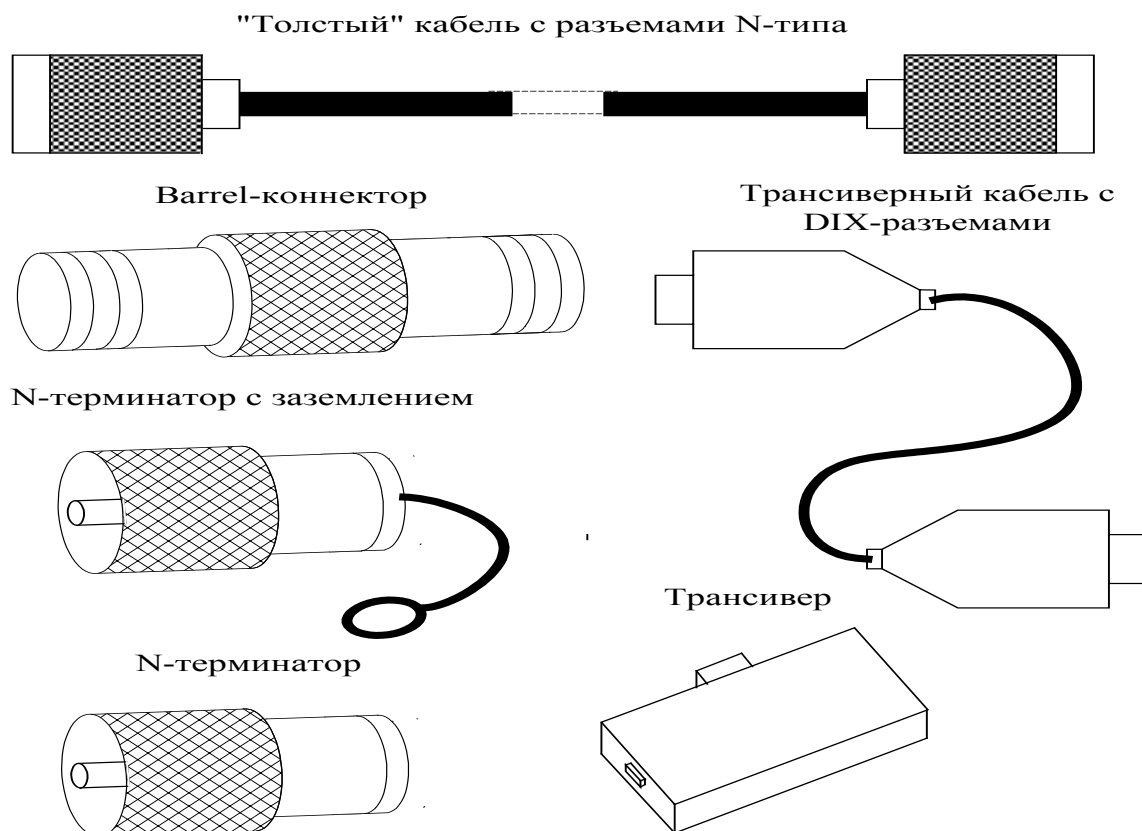 "Толстый" кабель с разъемами N-типа
Barrel-коннектор
Трансиверный кабель с
DIX-разъемами
N-терминатор с заземлением
Трансивер
N-терминатор